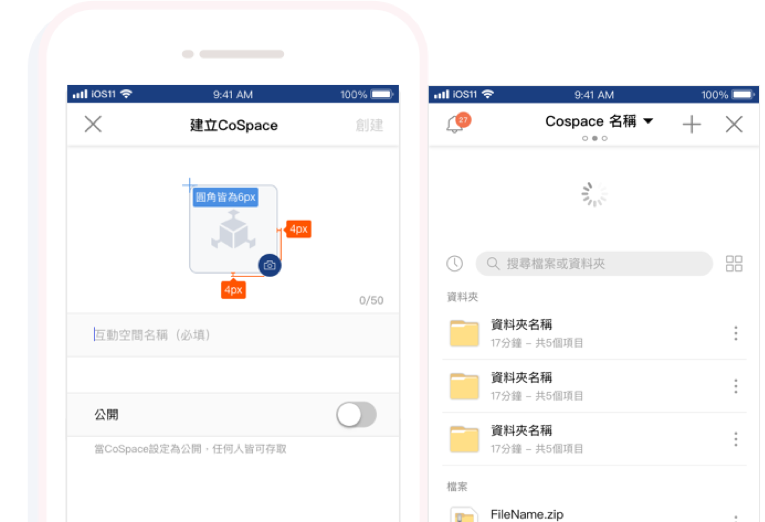 iOS11
9:41 AM
100%
建立CoSpace
創建
圓角皆為6px
4px
4px
0/50
互動空間名稱（必填）
公開
當CoSpace設定為公開，任何人皆可存取
iOS11
9:41 AM
100%
27
Cospace 名稱
搜尋檔案或資料夾
資料夾
資料夾名稱
17分鐘 – 共5個項目
資料夾名稱
17分鐘 – 共5個項目
資料夾名稱
17分鐘 – 共5個項目
檔案
FileName.zip